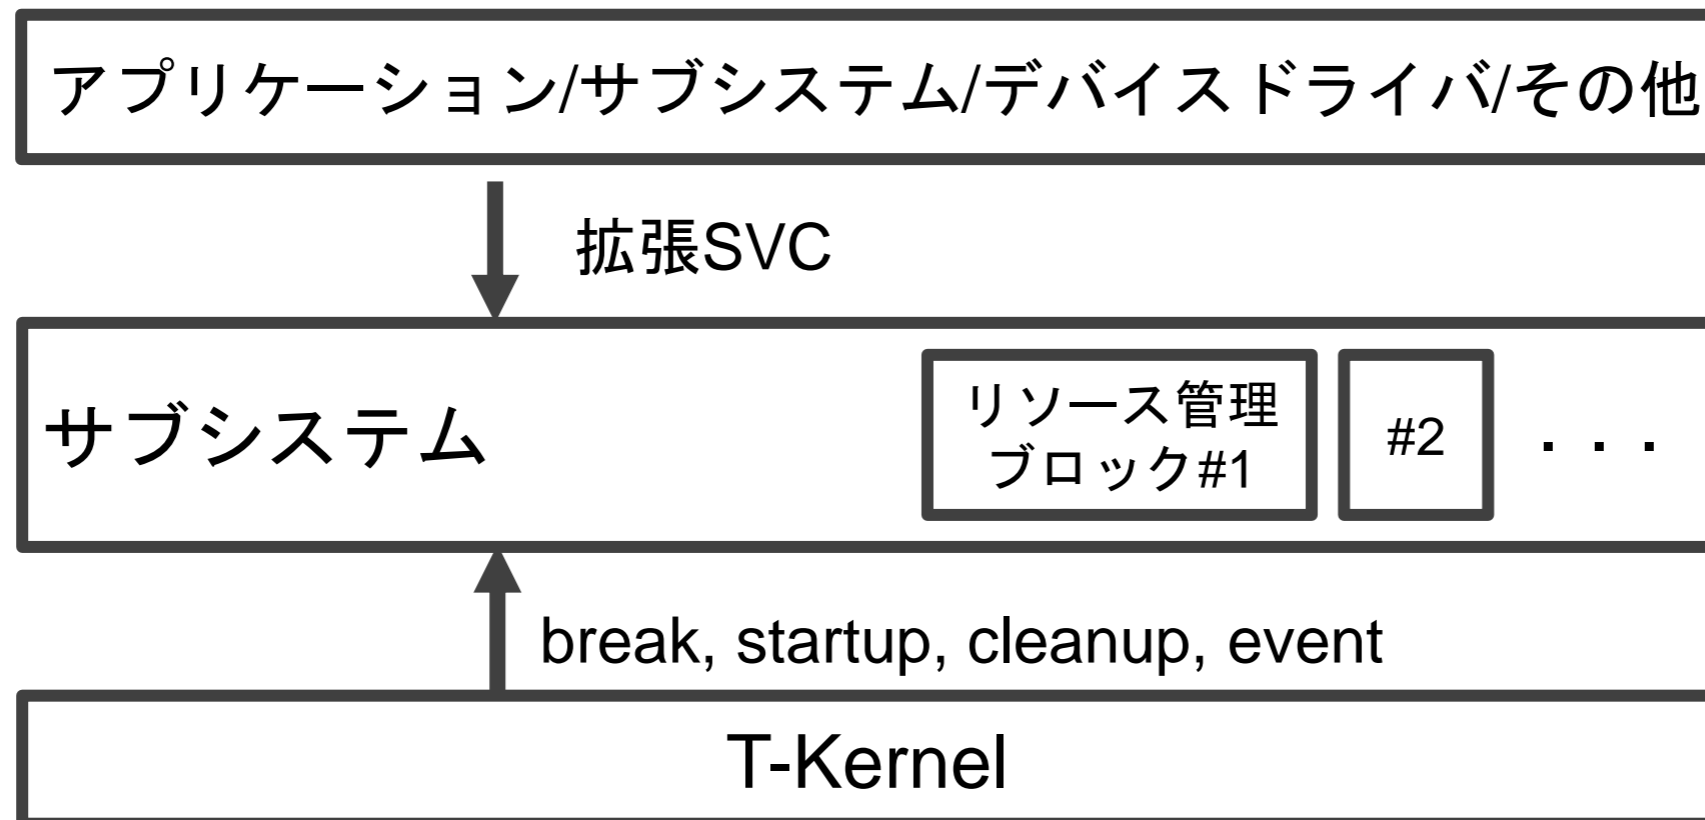 アプリケーション/サブシステム/デバイスドライバ/その他
拡張SVC
サブシステム
リソース管理
ブロック#1
#2
・・・
break, startup, cleanup, event
T-Kernel